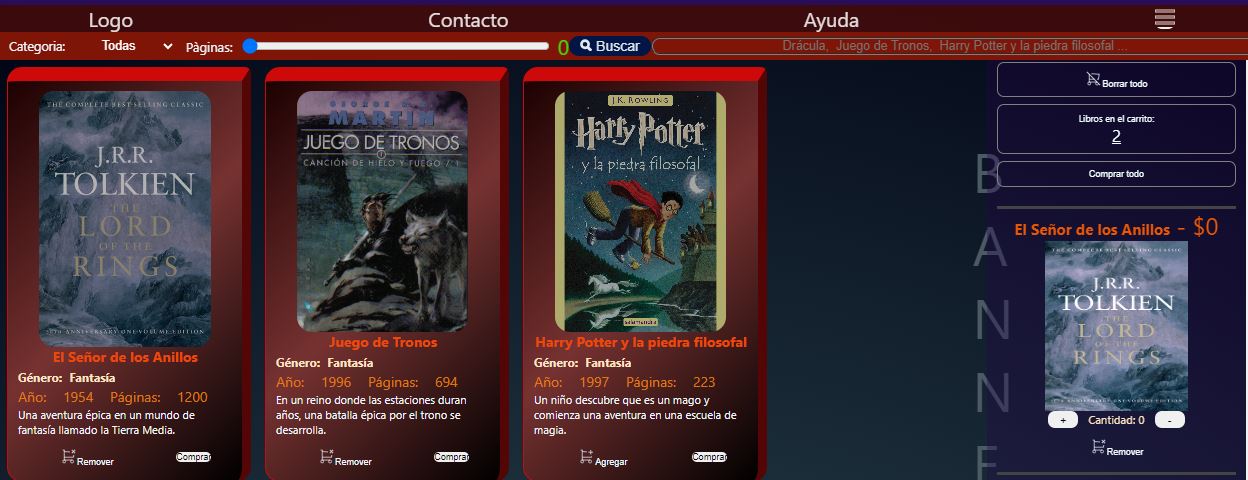 Logo
Contacto
Ayuda
Categoria: Todas Pàginas: 0 Buscar Drácula, Juego de Tronos, Harry Potter y la piedra filosofal ...
THE COMPLETE BEST-SELLING CLASSIC
J.R.R.
TOLKIEN
THE
LORD
OF THE
RINGS
50TH ANNIVERSARY ONE-VOLUME EDITION
El Señor de los Anillos
Género: Fantasía
Año: 1954 Páginas: 1200
Una aventura épica en un mundo de
fantasía llamado la Tierra Media.
Remover Comprar
GEORGE R. R.
MARTIN
JUEGO DE TRONOS
CANCIÓN DE HIELO Y FUEGO / 1
Juego de Tronos
Género: Fantasía
Año: 1996 Páginas: 694
En un reino donde las estaciones duran
años, una batalla épica por el trono se
desarrolla.
Remover Comprar
J.K. ROWLING
Harry Potter
y la piedra filosofal
salamandra
Harry Potter y la piedra filosofal
Género: Fantasía
Año: 1997 Páginas: 223
Un niño descubre que es un mago y
comienza una aventura en una escuela de
magia.
Agregar Comprar
B
A
N
N
E
Borrar todo
Libros en el carrito:
2
Comprar todo
El Señor de los Anillos - $0
THE COMPLETE BEST-SELLING CLASSIC
J.R.R.
TOLKIEN
THE
LORD
OF THE
RINGS
50TH ANNIVERSARY ONE-VOLUME EDITION
+ Cantidad: 0 -
Remover